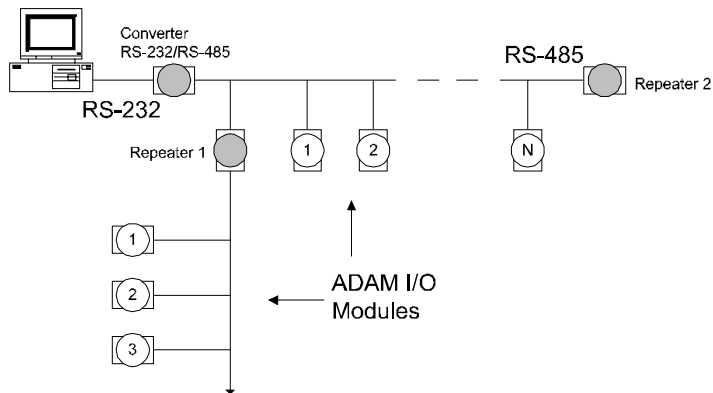 Converter
RS-232/RS-485
RS-232
RS-485
Repeater 2
Repeater 1
1
2
N
1
2
3
ADAM I/O
Modules